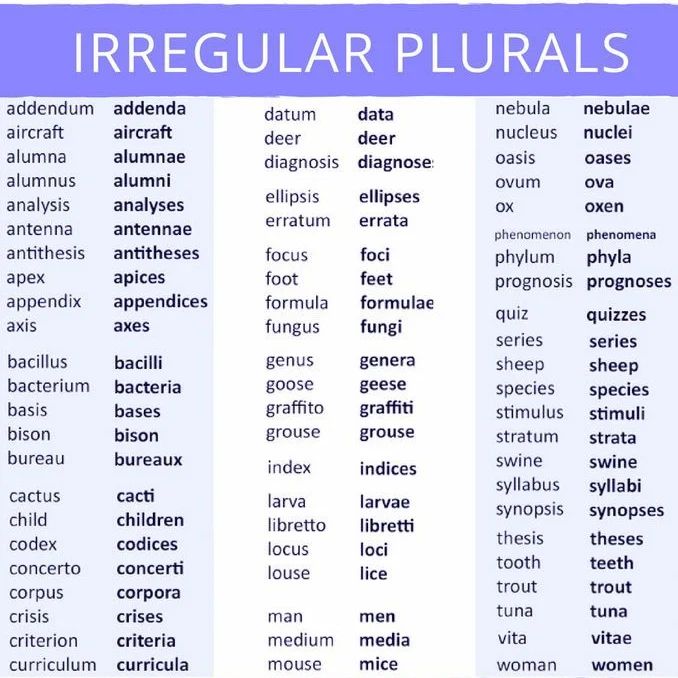 IRREGULAR PLURALS
addendum addenda
aircraft aircraft
alumna alumnae
alumnus alumni
analysis analyses
antenna antennae
antithesis antitheses
apex apices
appendix appendices
axis axes
bacillus bacilli
bacterium bacteria
basis bases
bison bison
bureau bureaux
cactus cacti
child children
codex codices
concerto concerti
corpus corpora
crisis crises
criterion criteria
curriculum curricula
datum data
deer deer
diagnosis diagnose
ellipsis ellipses
erratum errata
focus foci
foot feet
formula formulae
fungus fungi
genus genera
goose geese
graffito graffiti
grouse grouse
index indices
larva larvae
libretto libretti
locus loci
louse lice
man men
medium media
mouse mice
nebula nebulae
nucleus nuclei
oasis oases
ovum ova
ox oxen
phenomenon phenomena
phylum phyla
prognosis prognoses
quiz quizzes
series series
sheep sheep
species species
stimulus stimuli
stratum strata
swine swine
syllabus syllabi
synopsis synopses
thesis theses
tooth teeth
trout trout
tuna tuna
vita vitae
woman women